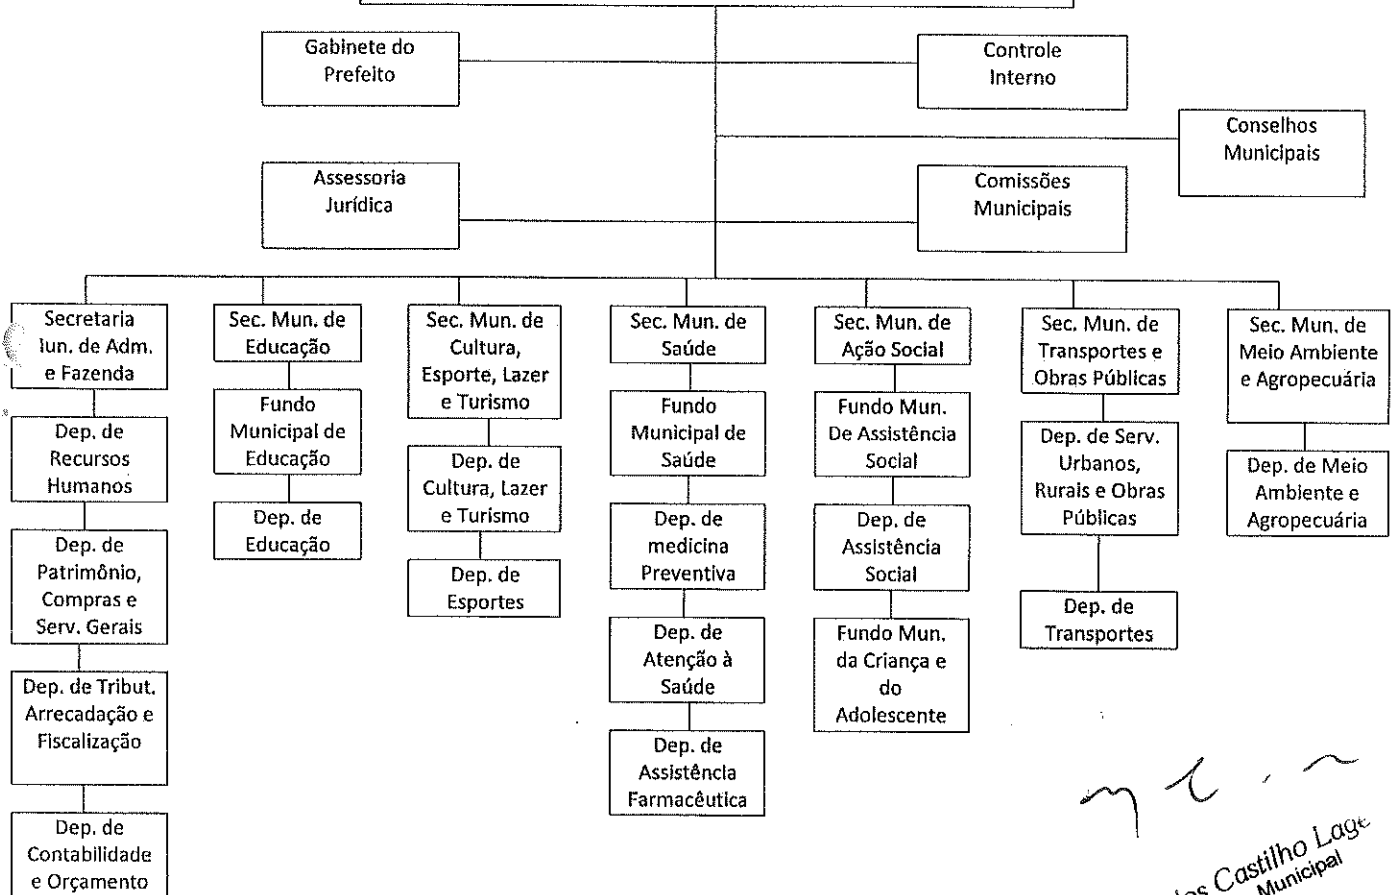 Gabinete do
Prefeito
Controle
Interno
Conselhos
Municipais
Assessoria
Jurídica
Comissões
Municipais
Secretaria
lun. de Adm.
e Fazenda
Dep. de
Recursos
Humanos
Dep. de
Patrimônio,
Compras e
Serv. Gerais
Dep. de Tribut.
Arrecadação e
Fiscalização
Dep. de
Contabilidade
e Orçamento
Sec. Mun. de
Educação
Fundo
Municipal de
Educação
Dep. de
Educação
Sec. Mun. de
Cultura,
Esporte, Lazer
e Turismo
Dep. de
Cultura, Lazer
e Turismo
Dep. de
Esportes
Sec. Mun. de
Saúde
Fundo
Municipal de
Saúde
Dep. de
medicina
Preventiva
Dep. de
Atenção à
Saúde
Dep. de
Assistência
Farmacêutica
Sec. Mun. de
Ação Social
Fundo Mun.
De Assistência
Social
Dep. de
Assistência
Social
Fundo Mun.
da Criança e
do
Adolescente
Sec. Mun. de
Transportes e
Obras Públicas
Dep. de Serv.
Urbanos,
Rurais e Obras
Públicas
Dep. de
Transportes
Sec. Mun. de
Meio Ambiente
e Agropecuária
Dep. de Meio
Ambiente e
Agropecuária
Castilho Lage
Municipal